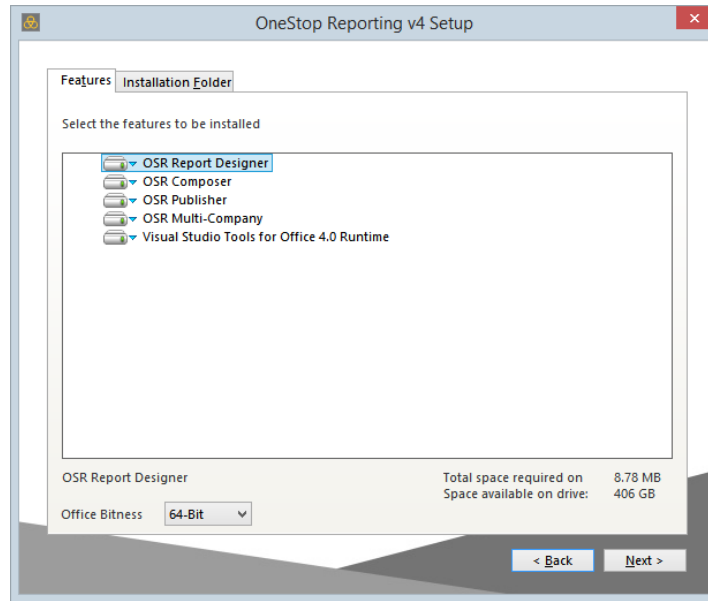 OneStop Reporting v4 Setup
Features Installation Folder
Select the features to be installed
OSR Report Designer
OSR Composer
OSR Publisher
OSR Multi-Company
Visual Studio Tools for Office 4.0 Runtime
OSR Report Designer
Total space required on 8.78 MB
Space available on drive: 406 GB
Office Bitness 64-Bit
< Back Next >